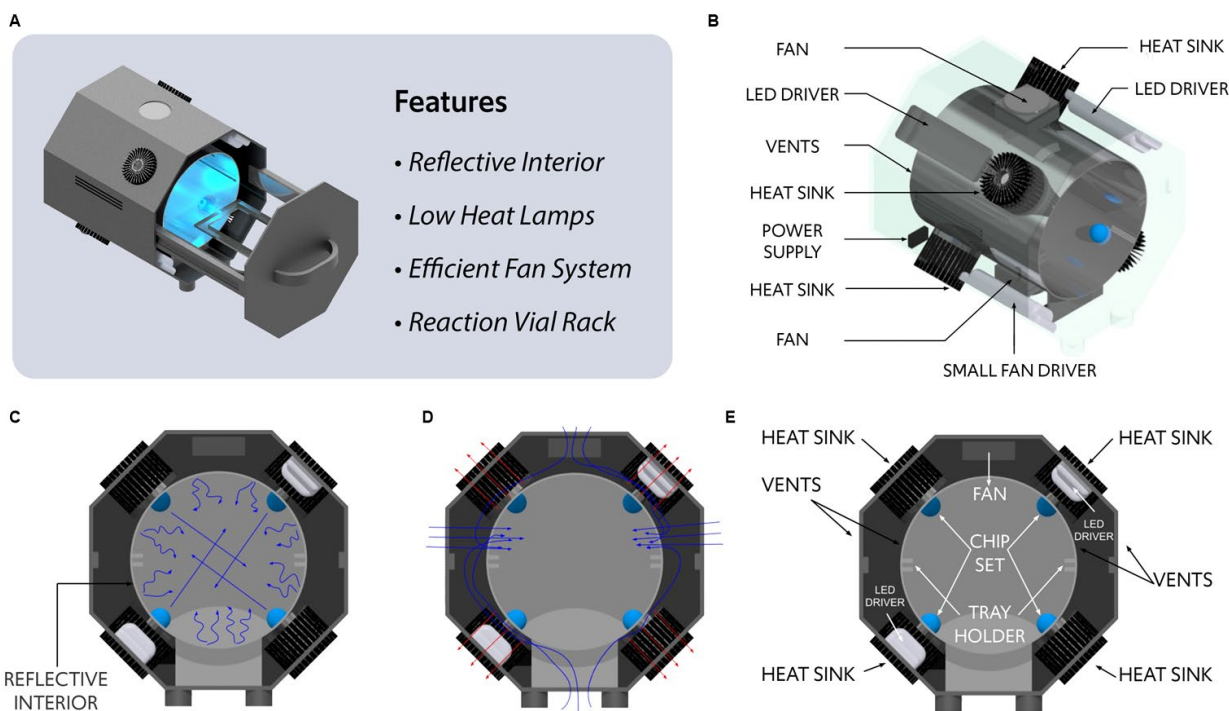 A
Features
• Reflective Interior
• Low Heat Lamps
• Efficient Fan System
• Reaction Vial Rack
B
FAN
HEAT SINK
LED DRIVER
LED DRIVER
VENTS
HEAT SINK
POWER
SUPPLY
HEAT SINK
FAN
SMALL FAN DRIVER
C
REFLECTIVE
INTERIOR
D
E
HEAT SINK
HEAT SINK
VENTS
FAN
LED
DRIVER
CHIP
SET
VENTS
LED
DRIVER
TRAY
HOLDER
HEAT SINK
HEAT SINK